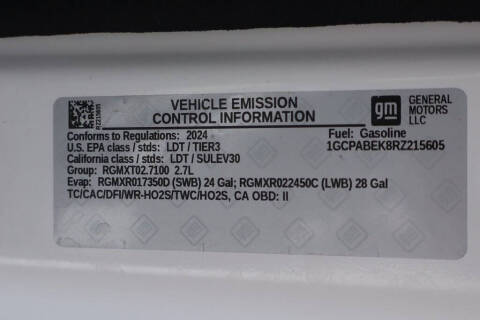 RZ215605
VEHICLE EMISSION
CONTROL INFORMATION
gm
GENERAL MOTORS
LLC
Conforms to Regulations: 2024
Fuel: Gasoline
U.S. EPA class / stds: LDT / TIER3
1GCPABEK8RZ215605
California class / stds: LDT / SULEV30
Group: RGMXT02.7100 2.7L
Evap: RGMXR017350D (SWB) 24 Gal; RGMXR022450C (LWB) 28 Gal
TC/CAC/DFI/WR-HO2S/TWC/HO2S, CA OBD: II